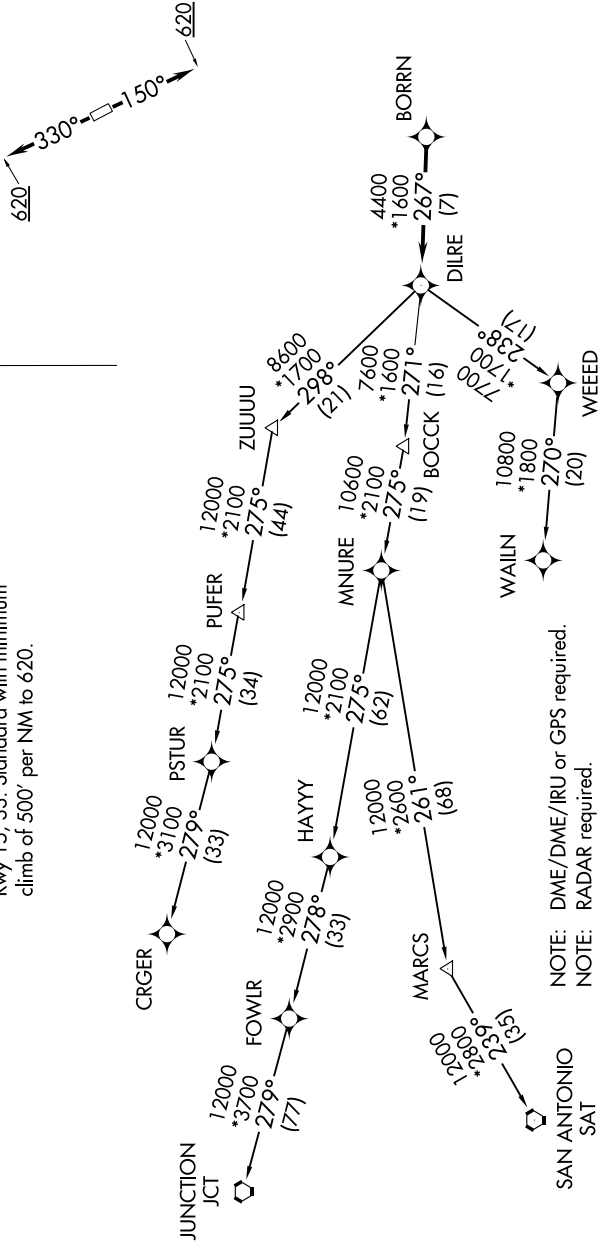 Rwy 15, 33: Standard with minimum
climb of 500' per NM to 620.
620
330°
150°
620
BORRN
4400
*1600
267°
(7)
DILRE
8600
*1700
298°
(21)
ZUUUU
12000
*2100
275°
(44)
PUFER
12000
*2100
275°
(34)
PSTUR
12000
*3100
279°
(33)
CRGER
7600
*1600
271°
(16)
BOCCK
10600
*2100
275°
(19)
MNURE
12000
*2100
275°
(62)
HAYYY
12000
*2900
278°
(33)
FOWLR
12000
*3700
279°
(77)
JUNCTION
JCT
12000
*2600
261°
(68)
MARCS
12000
*2800
239°
(35)
SAN ANTONIO
SAT
7700
*1700
238°
(17)
WEEED
10800
*1800
270°
(20)
WAILN
NOTE: DME/DME/IRU or GPS required.
NOTE: RADAR required.